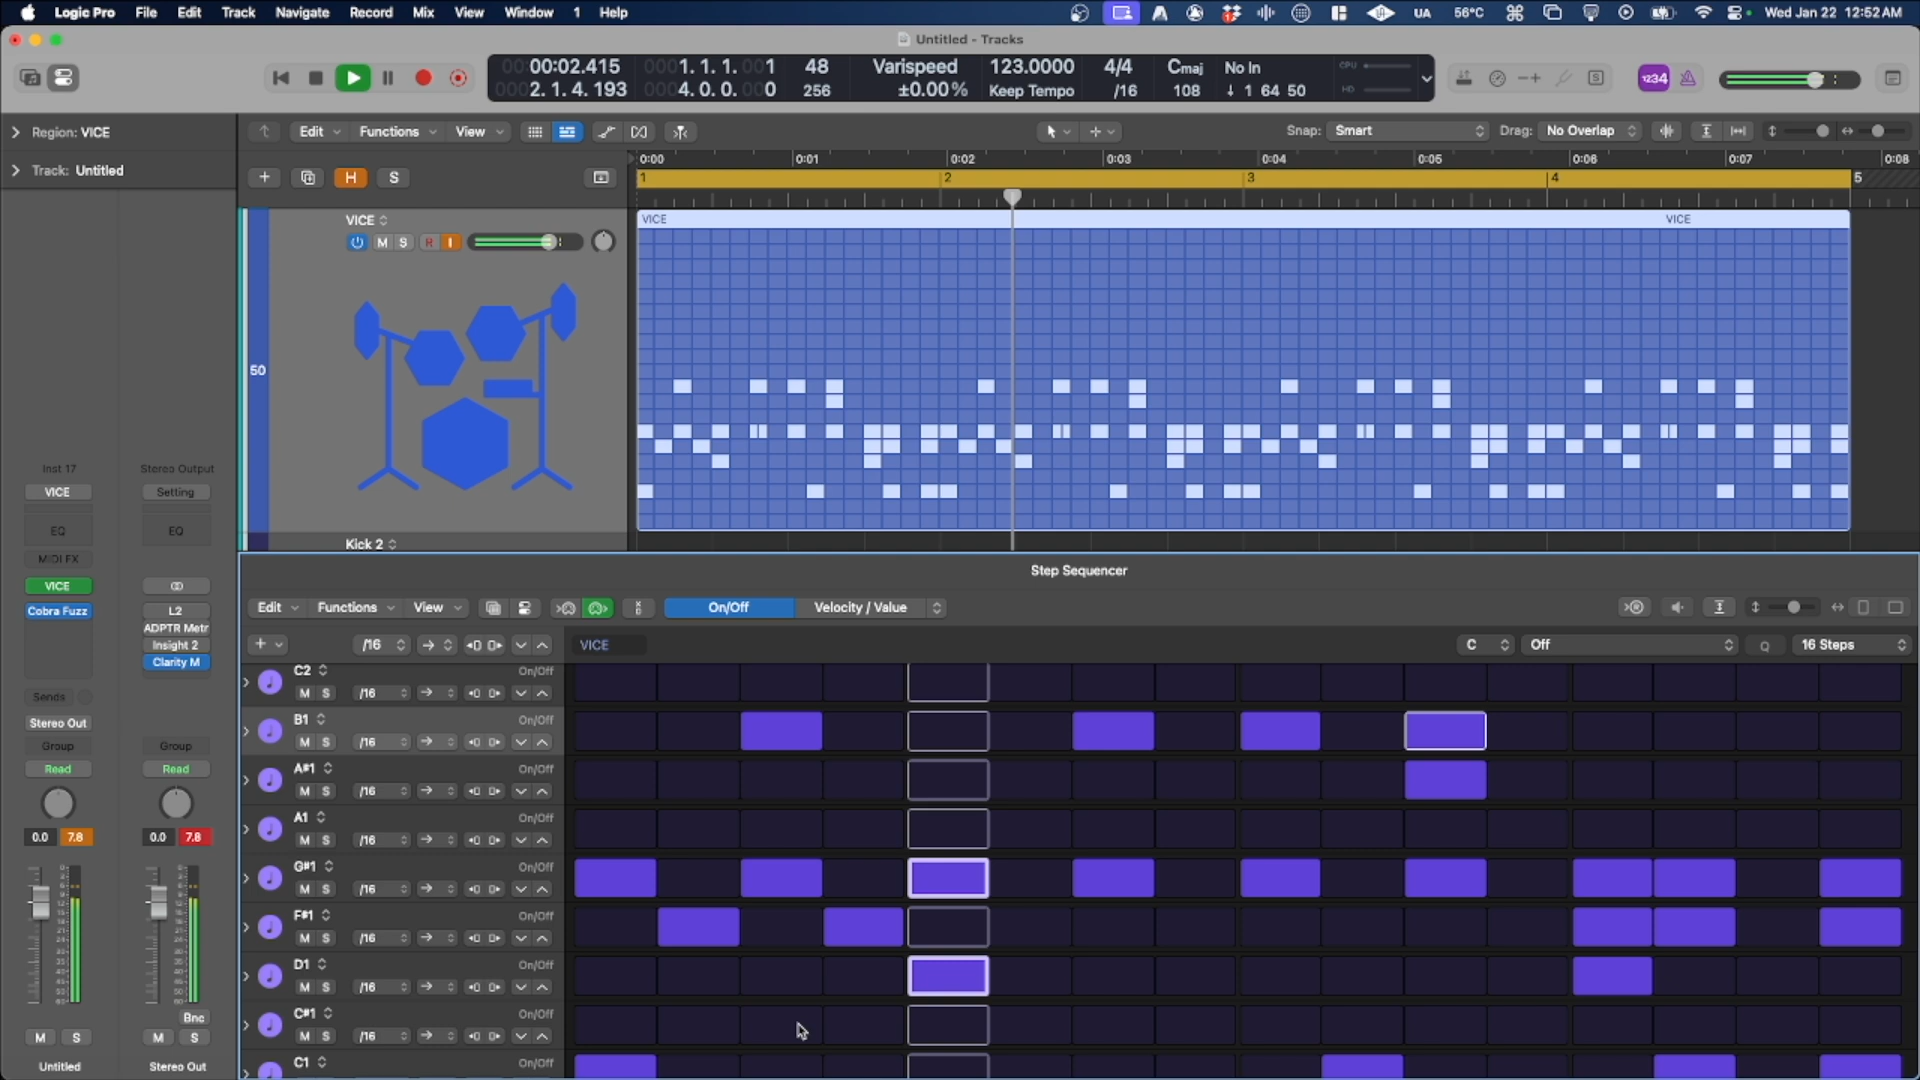 Logic Pro File Edit Track Navigate Record Mix View Window 1 Help UA 56°C Wed Jan 22 12:52 AM
Untitled - Tracks
00:00:02.415 0001. 1. 1. 001 48 Varispeed 123.0000 4/4 Cmaj No In CPU
0002. 1. 4. 193 0004. 0. 0. 000 256 ±0.00% Keep Tempo /16 108 ↓ 1 64 50 HD
1234
Region: VICE
Edit Functions View Snap: Smart Drag: No Overlap
Track: Untitled
H S
0:00 0:01 0:02 0:03 0:04 0:05 0:06 0:07 0:08
1 2 3 4 5
VICE
M S R I
VICE VICE
50
Kick 2
Inst 17 Stereo Output
VICE Setting
EQ EQ
MIDI FX
VICE
Cobra Fuzz L2
ADPTR Metr
Insight 2
Clarity M
Sends
Stereo Out
Group Group
Read Read
0.0 7.8 0.0 7.8
Bnc
M S M S
Untitled Stereo Out
Step Sequencer
Edit Functions View On/Off Velocity / Value
/16 VICE C Off Q 16 Steps
C2 On/Off
M S /16
B1 On/Off
M S /16
A#1 On/Off
M S /16
A1 On/Off
M S /16
G#1 On/Off
M S /16
F#1 On/Off
M S /16
D1 On/Off
M S /16
C#1 On/Off
M S /16
C1 On/Off